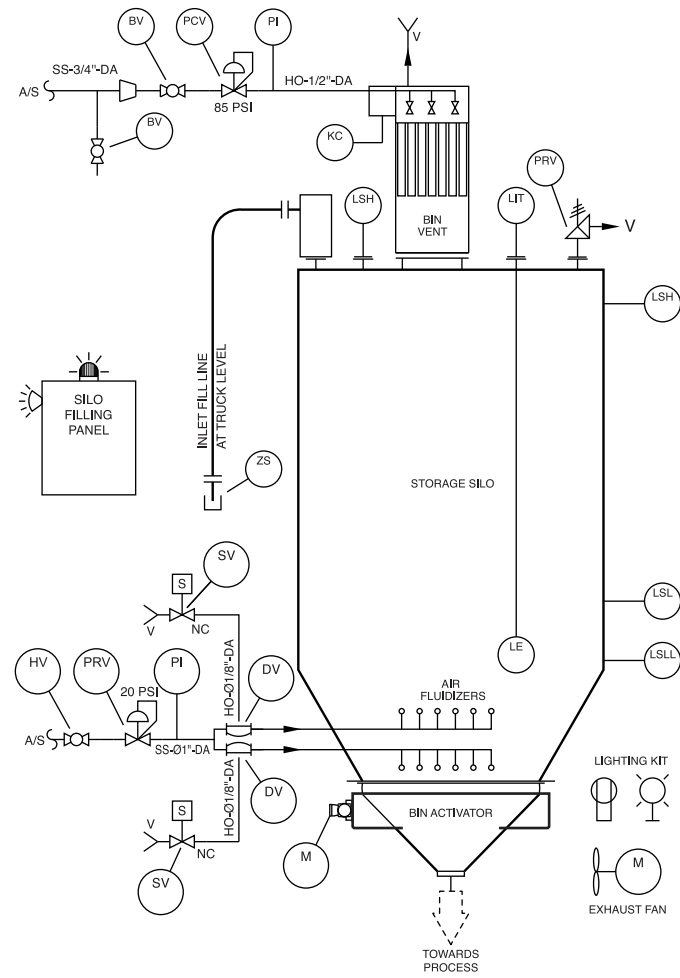 BV
PCV
PI
V
SS-3/4"-DA
HO-1/2"-DA
A/S
85 PSI
BV
KC
PRV
LSH
BIN
VENT
LIT
V
LSH
SILO
FILLING
PANEL
INLET FILL LINE
AT TRUCK LEVEL
ZS
STORAGE SILO
SV
S
V
NC
HO-Ø1/8"-DA
LSL
LE
LSLL
HV
PRV
PI
DV
20 PSI
AIR
FLUIDIZERS
A/S
SS-Ø1"-DA
HO-Ø1/8"-DA
DV
LIGHTING KIT
S
V
NC
SV
M
BIN ACTIVATOR
M
EXHAUST FAN
TOWARDS
PROCESS